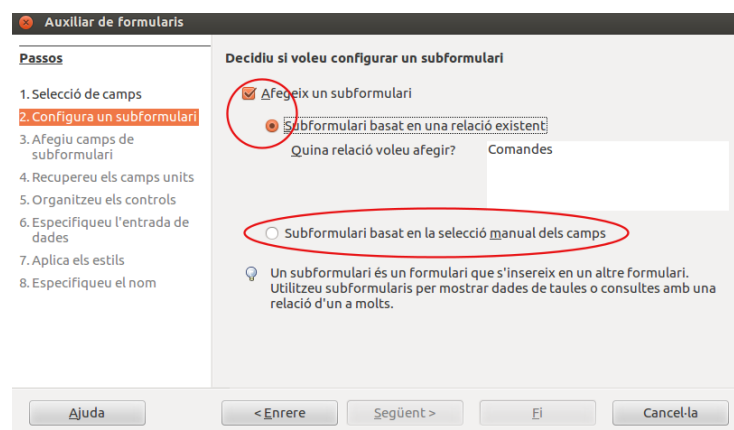 Auxiliar de formularis
Passos
1. Selecció de camps
2. Configura un subformulari
3. Afegiu camps de
subformulari
4. Recupereu els camps units
5. Organitzeu els controls
6. Especifiqueu l'entrada de
dades
7. Aplica els estils
8. Especifiqueu el nom
Decidiu si voleu configurar un subformulari
Afegeix un subformulari
Subformulari basat en una relació existent
Quina relació voleu afegir?
Comandes
Subformulari basat en la selecció manual dels camps
Un subformulari és un formulari que s'insereix en un altre formulari.
Utilitzeu subformularis per mostrar dades de taules o consultes amb una
relació d'un a molts.
Ajuda
< Enrere
Següent >
Fi
Cancel·la